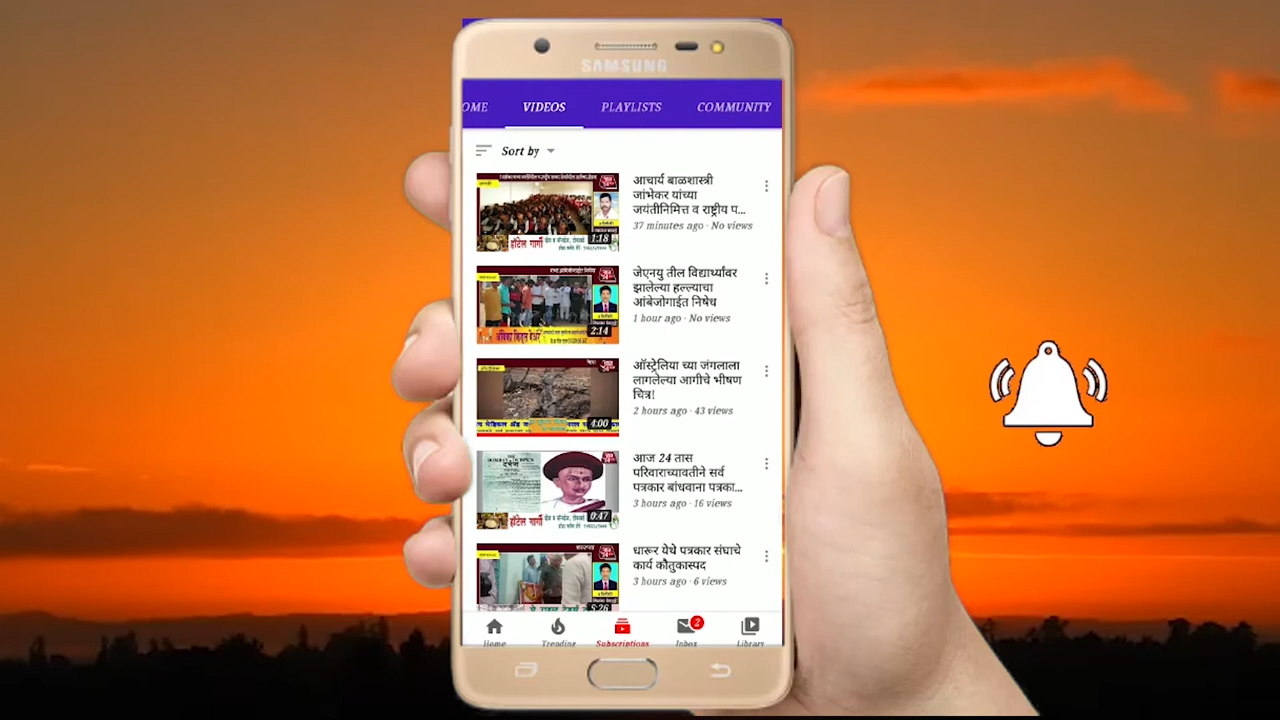 SAMSUNG
OME VIDEOS PLAYLISTS COMMUNITY
Sort by
आचार्य बाळशास्त्री
जांभेकर यांच्या
जयंतीनिमित्त व राष्ट्रीय प...
37 minutes ago · No views
1:18
हॉटेल गार्गी
जेएनयु तील विद्यार्थ्यांवर
झालेल्या हल्ल्याचा
आंबेजोगाईत निषेध
1 hour ago · No views
2:14
ऑस्ट्रेलिया च्या जंगलाला
लागलेल्या आगीचे भीषण
चित्र!
2 hours ago · 43 views
4:00
आज 24 तास
परिवाराच्यावतीने सर्व
पत्रकार बांधवाना पत्रका...
3 hours ago · 16 views
दर्पण
0:47
हॉटेल गार्गी
धारूर येथे पत्रकार संघाचे
कार्य कौतुकास्पद
3 hours ago · 6 views
5:26
2
Home Trending Subscriptions Inbox Library